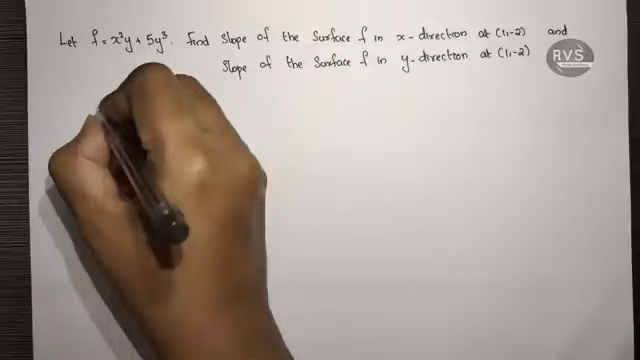 Let f = x²y + 5y³. Find Slope of the Surface f in x-direction at (1,-2) and
Slope of the Surface f in y-direction at (1,-2)
RVS